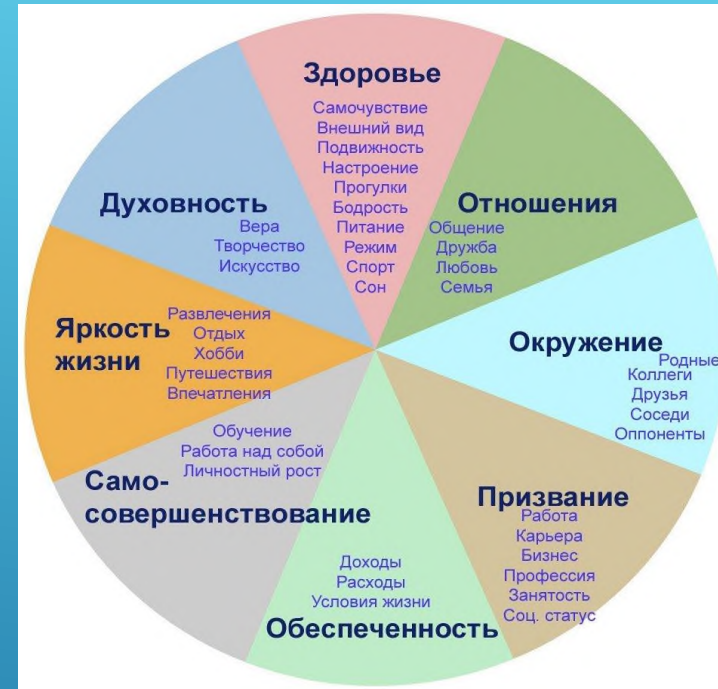 Здоровье
Самочувствие
Внешний вид
Подвижность
Настроение
Прогулки
Бодрость
Питание
Режим
Спорт
Сон
Отношения
Общение
Дружба
Любовь
Семья
Окружение
Родные
Коллеги
Друзья
Соседи
Оппоненты
Призвание
Работа
Карьера
Бизнес
Профессия
Занятость
Соц. статус
Доходы
Расходы
Условия жизни
Обеспеченность
Обучение
Работа над собой
Личностный рост
Само-
совершенствование
Яркость
жизни
Развлечения
Отдых
Хобби
Путешествия
Впечатления
Духовность
Вера
Творчество
Искусство